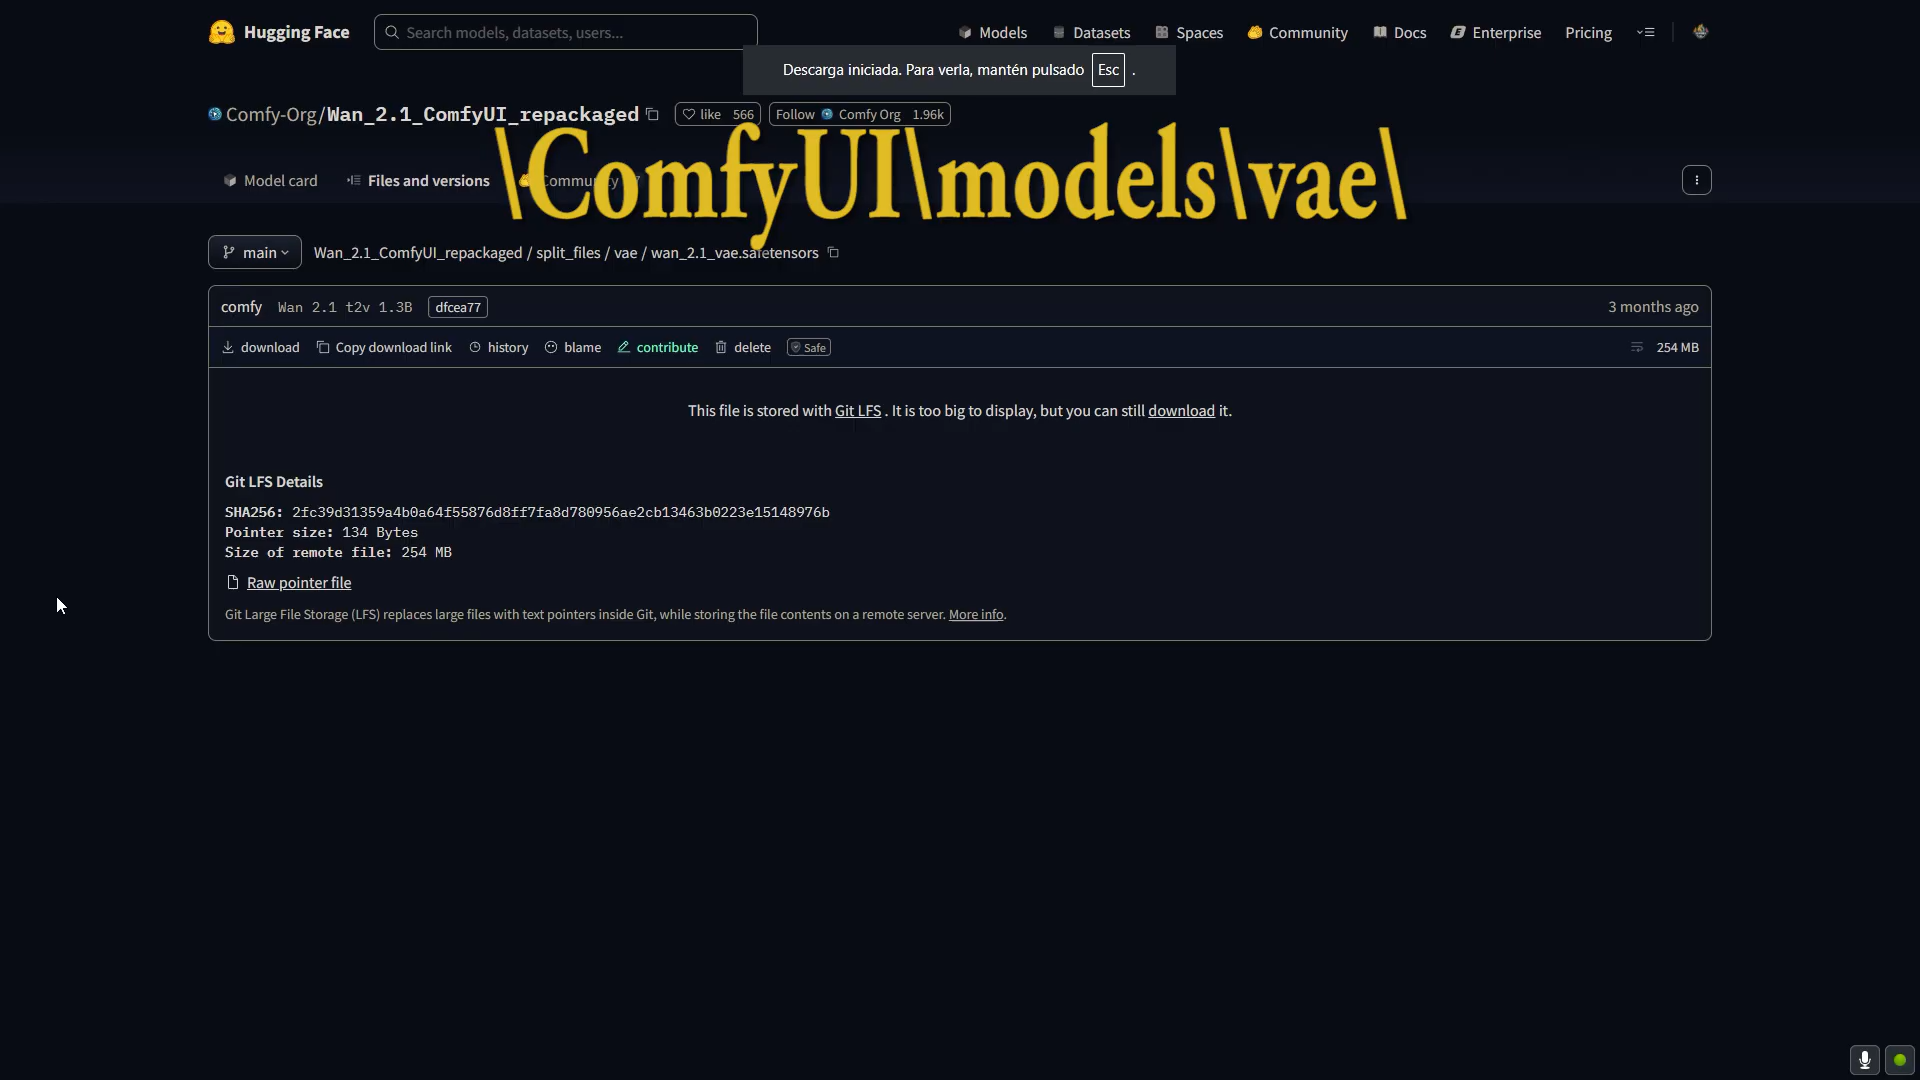 Hugging Face
Search models, datasets, users...
Models
Datasets
Spaces
Community
Docs
Enterprise
Pricing
Descarga iniciada. Para verla, mantén pulsado Esc .
Comfy-Org/Wan_2.1_ComfyUI_repackaged
like 566
Follow Comfy Org 1.96k
\ComfyUI\models\vae\
Model card
Files and versions
Community
main
Wan_2.1_ComfyUI_repackaged / split_files / vae / wan_2.1_vae.safetensors
comfy Wan 2.1 t2v 1.3B dfcea77
3 months ago
download
Copy download link
history
blame
contribute
delete
Safe
254 MB
This file is stored with Git LFS . It is too big to display, but you can still download it.
Git LFS Details
SHA256: 2fc39d31359a4b0a64f55876d8ff7fa8d780956ae2cb13463b0223e15148976b
Pointer size: 134 Bytes
Size of remote file: 254 MB
Raw pointer file
Git Large File Storage (LFS) replaces large files with text pointers inside Git, while storing the file contents on a remote server. More info.